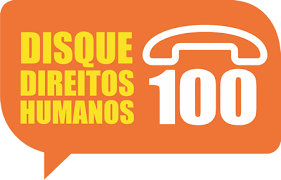 DISQUE
DIREITOS
HUMANOS
100